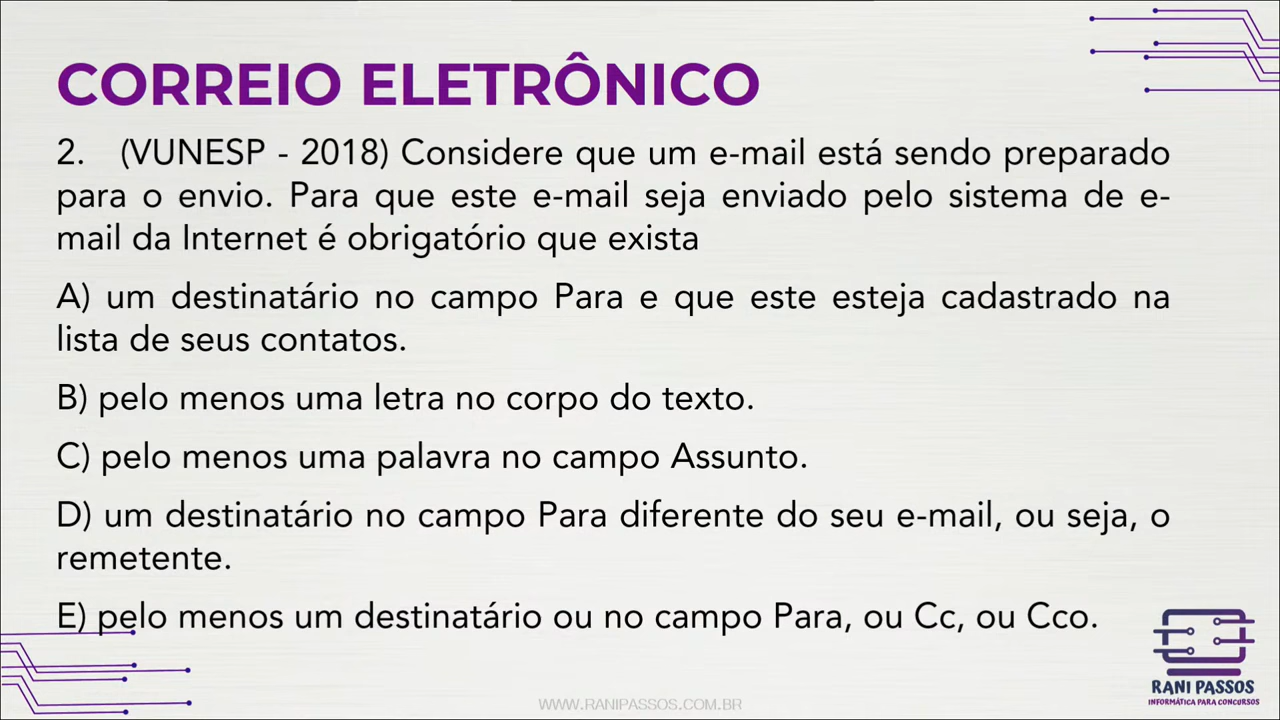 CORREIO ELETRÔNICO
2. (VUNESP - 2018) Considere que um e-mail está sendo preparado
para o envio. Para que este e-mail seja enviado pelo sistema de e-
mail da Internet é obrigatório que exista
A) um destinatário no campo Para e que este esteja cadastrado na
lista de seus contatos.
B) pelo menos uma letra no corpo do texto.
C) pelo menos uma palavra no campo Assunto.
D) um destinatário no campo Para diferente do seu e-mail, ou seja, o
remetente.
E) pelo menos um destinatário ou no campo Para, ou Cc, ou Cco.
RANI PASSOS
INFORMÁTICA PARA CONCURSOS
WWW.RANIPASSOS.COM.BR